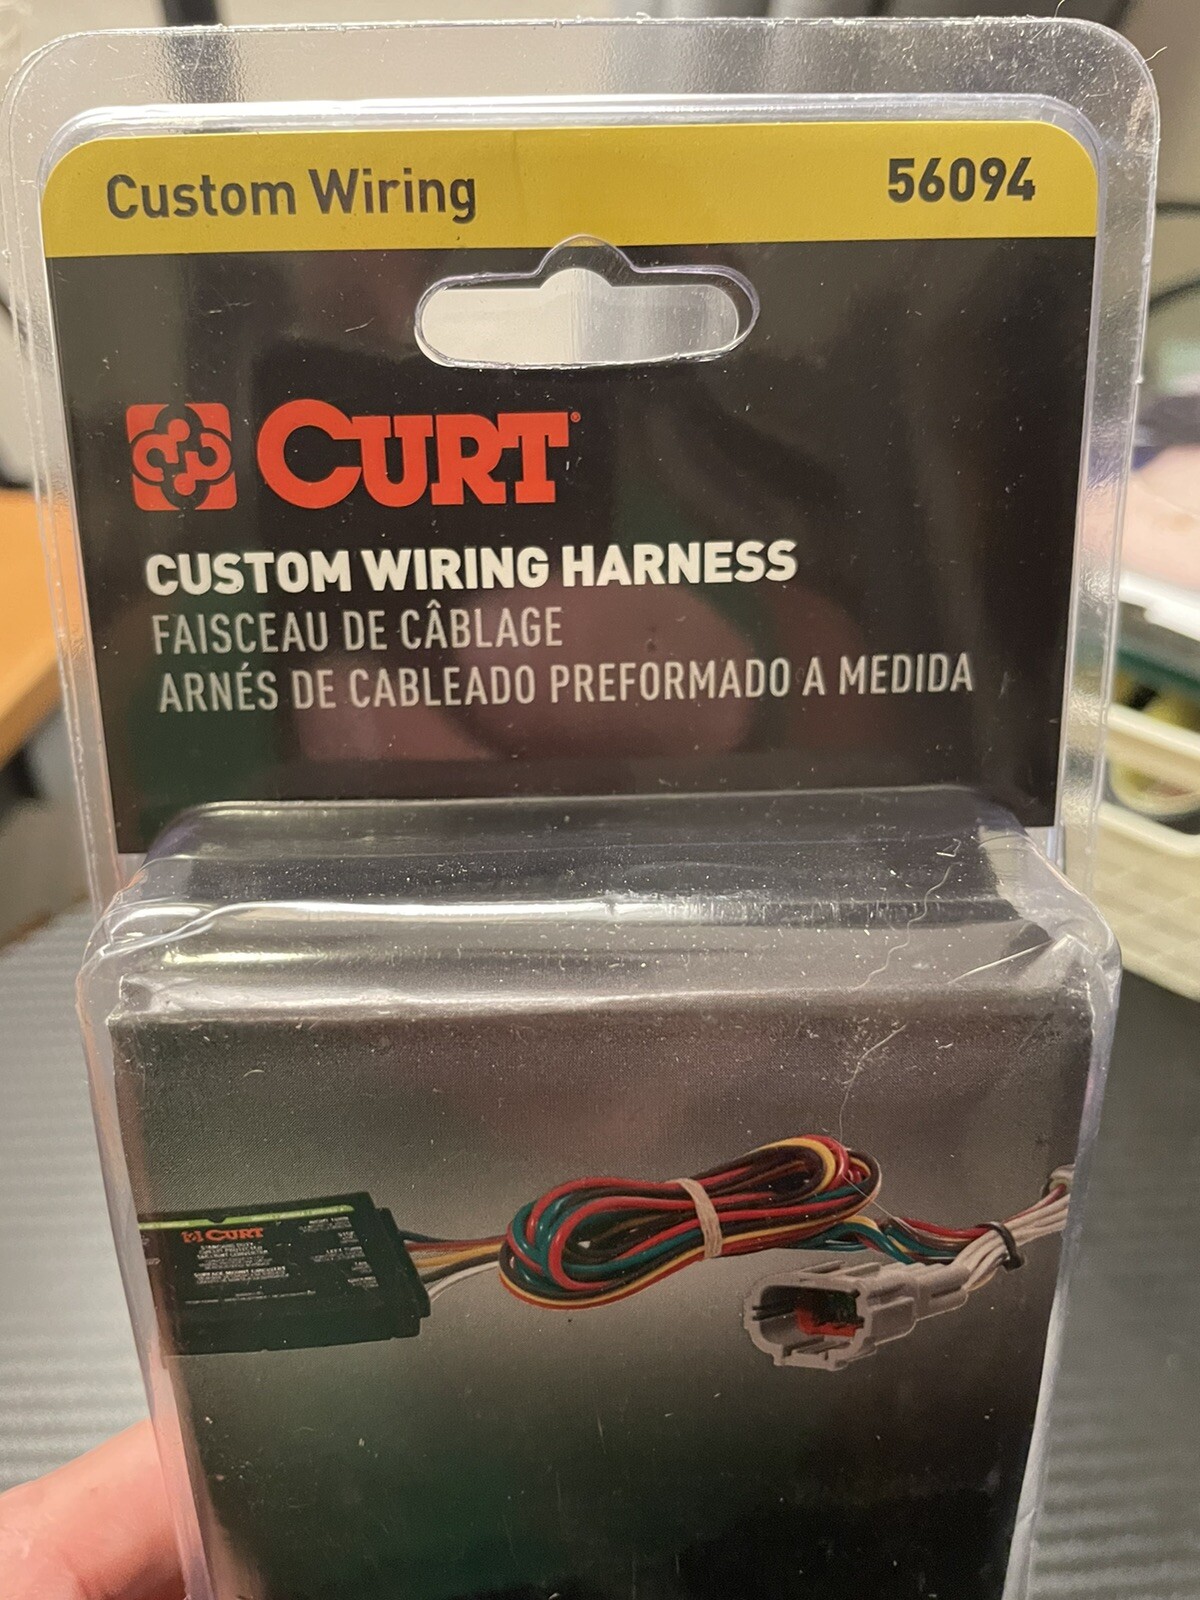 Custom Wiring
56094
CURT
CUSTOM WIRING HARNESS
FAISCEAU DE CÂBLAGE
ARNÉS DE CABLEADO PREFORMADO A MEDIDA
CURT